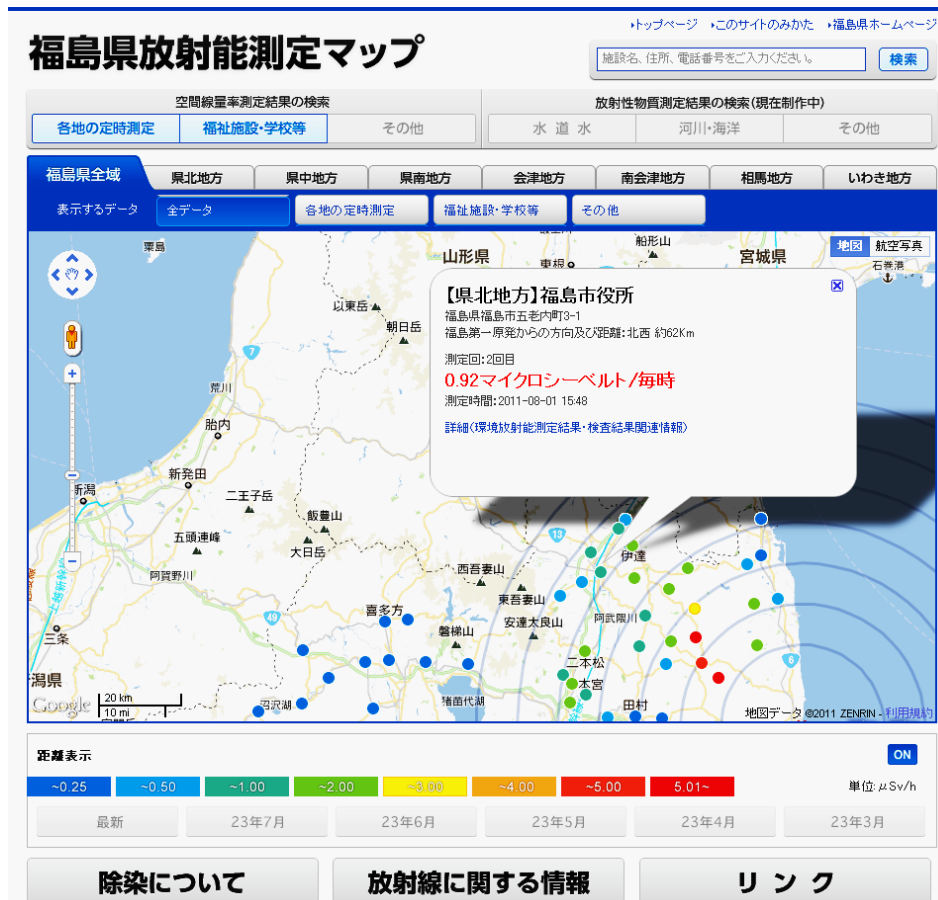 トップページ このサイトのみかた 福島県ホームページ
福島県放射能測定マップ
施設名、住所、電話番号をご入力ください。 検索
空間線量率測定結果の検索 放射性物質測定結果の検索(現在制作中)
各地の定時測定 福祉施設・学校等 その他 水道水 河川・海洋 その他
福島県全域 県北地方 県中地方 県南地方 会津地方 南会津地方 相馬地方 いわき地方
表示するデータ 全データ 各地の定時測定 福祉施設・学校等 その他
粟島
山形県
東根
船形山
宮城県
地図 航空写真
石巻港
以東岳
朝日岳
7
荒川
胎内
新発田
新潟
二王子岳
飯豊山
五頭連峰
大日岳
阿賀野川
上越新幹線
三条
49
喜多方
西吾妻山
東吾妻山
安達太良山
磐梯山
13
伊達
阿武隈川
二本松
本宮
6
潟県
沼沢湖
猪苗代湖
田村
【県北地方】福島市役所
福島県福島市五老内町3-1
福島第一原発からの方向及び距離:北西 約62Km
測定回:2回目
0.92マイクロシーベルト/毎時
測定時間:2011-08-01 15:48
詳細(環境放射能測定結果・検査結果関連情報)
Google
20 km
10 mi
地図データ ©2011 ZENRIN - 利用規約
距離表示 ON
~0.25 ~0.50 ~1.00 ~2.00 ~3.00 ~4.00 ~5.00 5.01~ 単位:μSv/h
最新 23年7月 23年6月 23年5月 23年4月 23年3月
除染について 放射線に関する情報 リンク